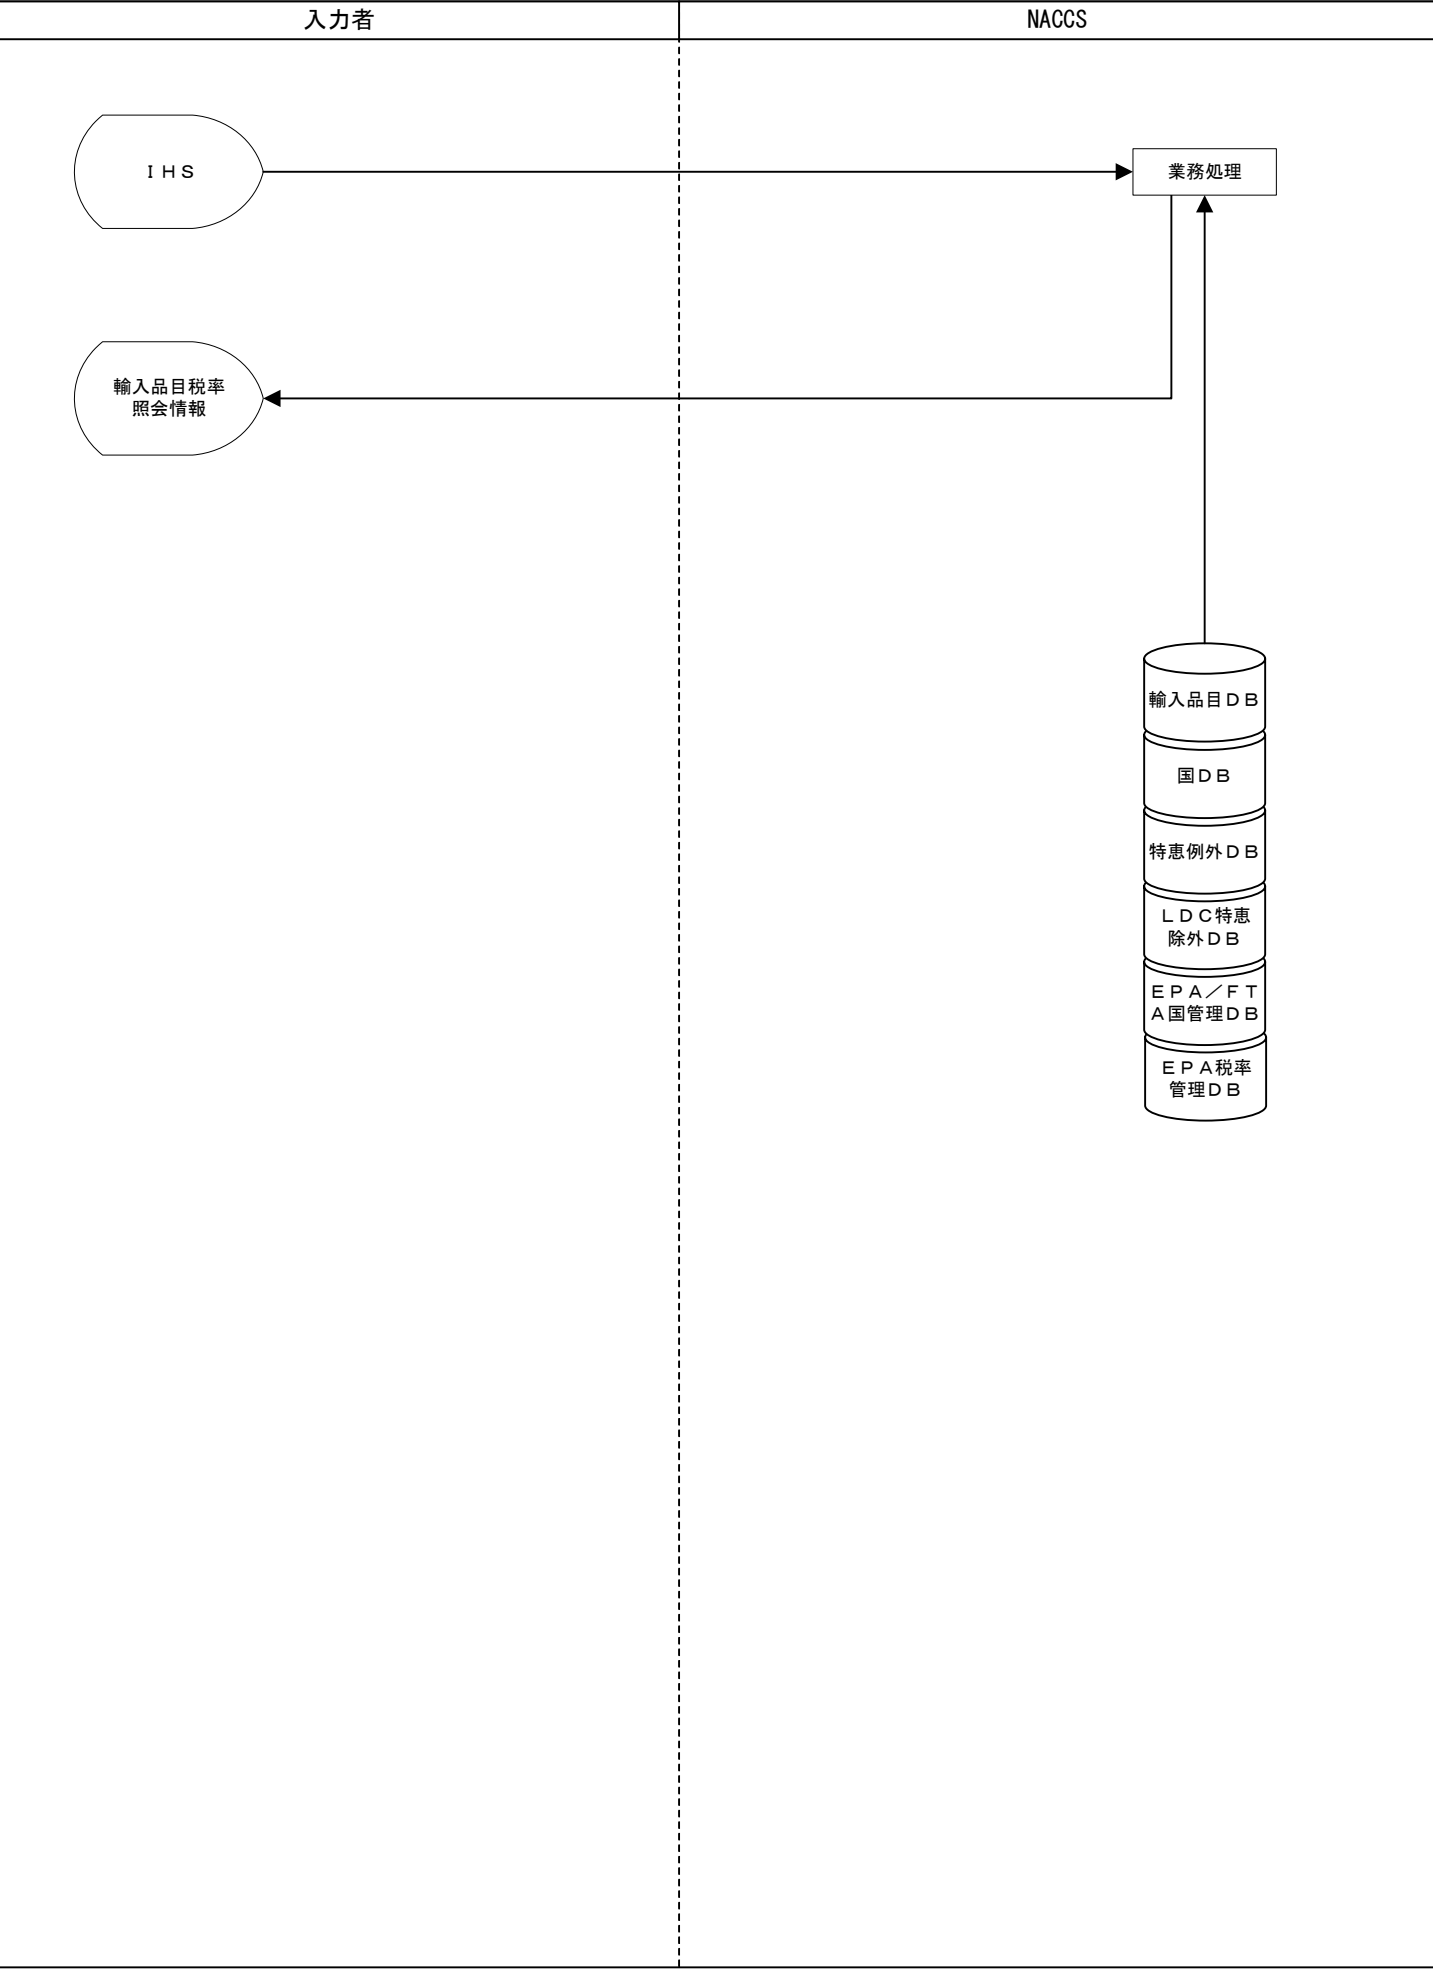 入力者
NACCS
ＩＨＳ
業務処理
輸入品目税率
照会情報
輸入品目ＤＢ
国ＤＢ
特恵例外ＤＢ
ＬＤＣ特恵
除外ＤＢ
ＥＰＡ／ＦＴ
Ａ国管理ＤＢ
ＥＰＡ税率
管理ＤＢ